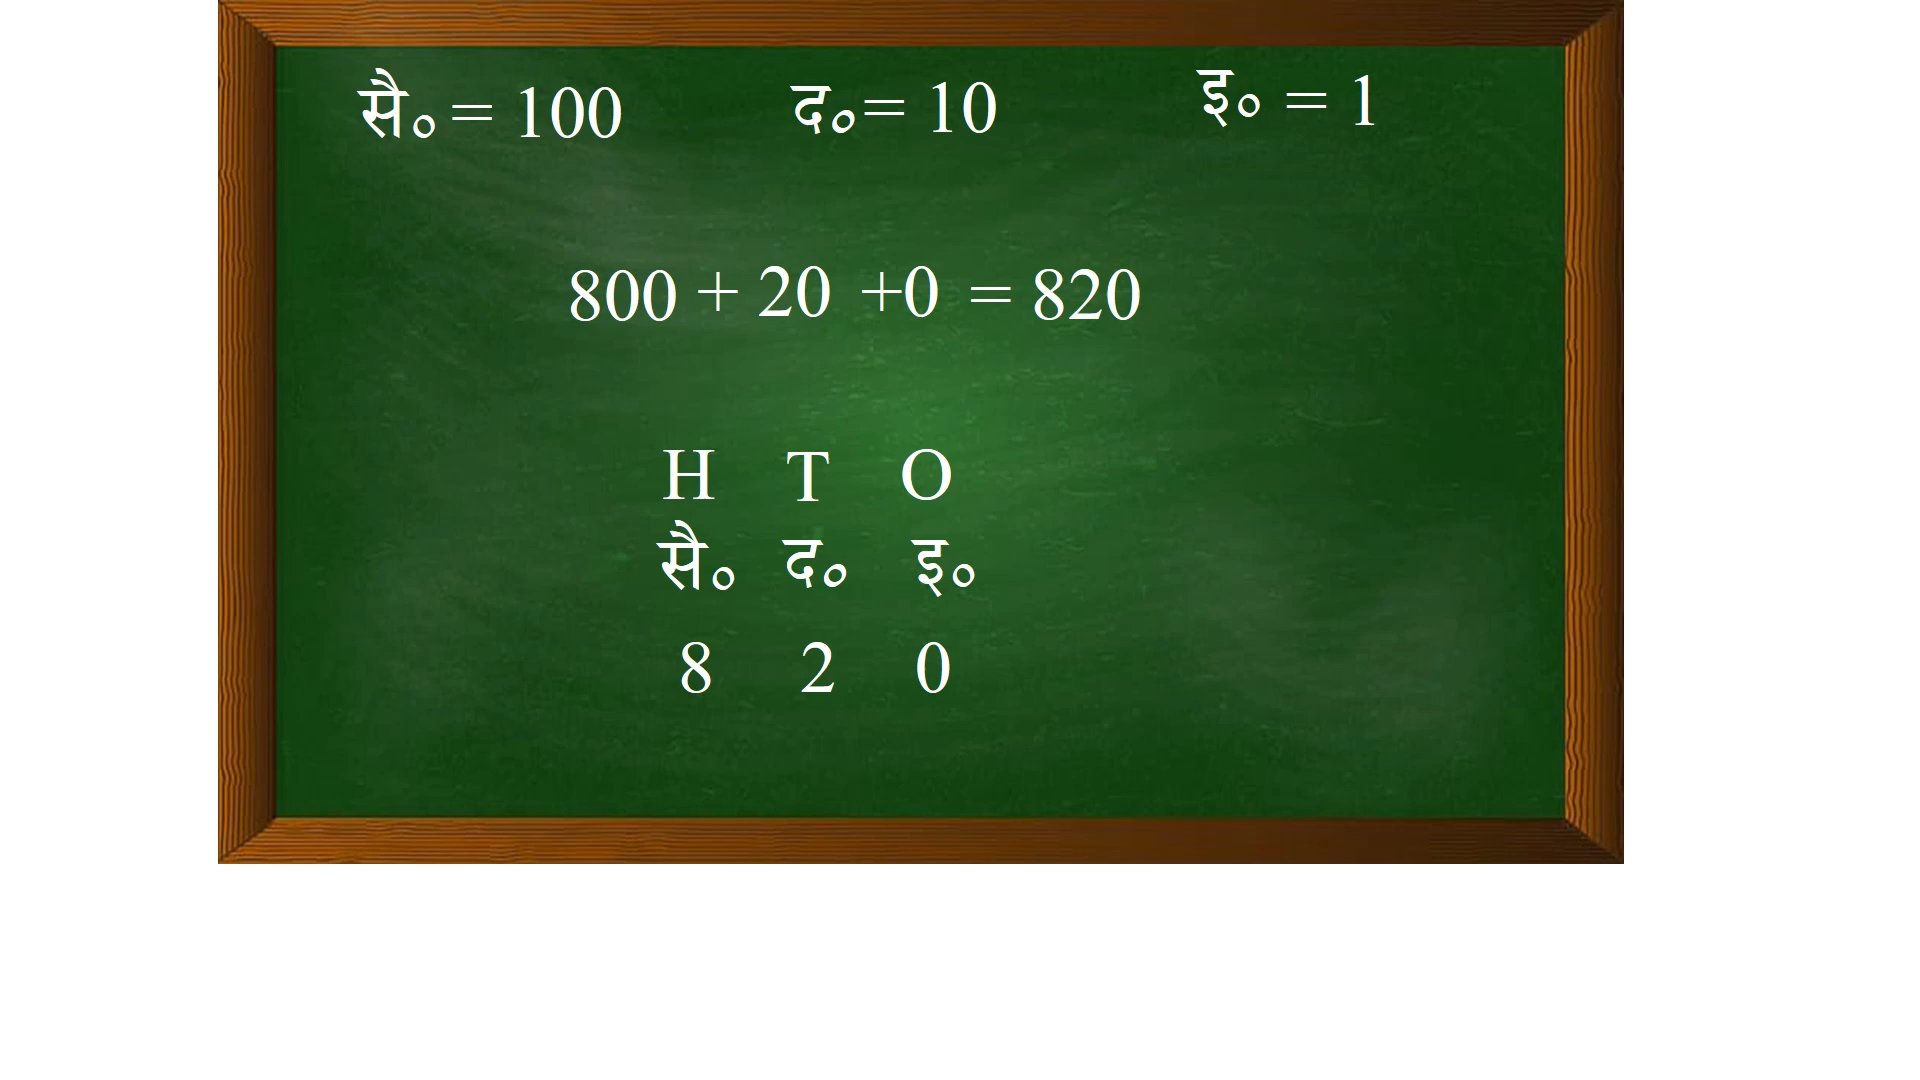 सै० = 100 द० = 10 इ० = 1
800 + 20 +0 = 820
H T O
सै० द० इ०
8 2 0